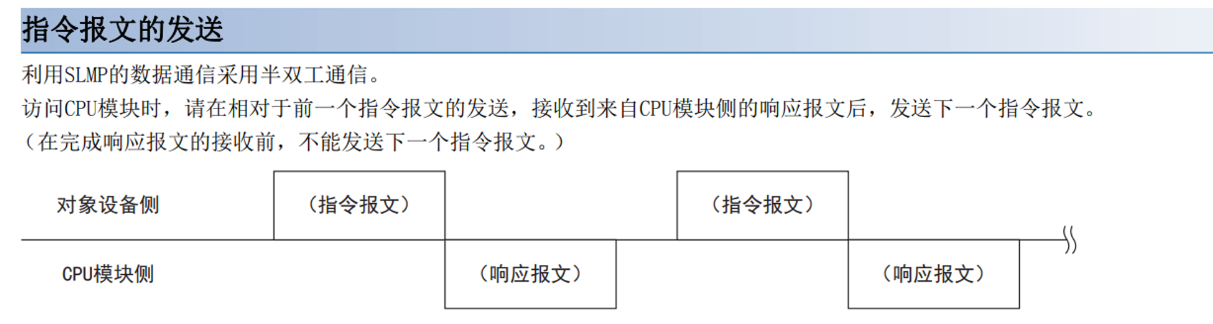 指令报文的发送
利用SLMP的数据通信采用半双工通信。
访问CPU模块时，请在相对于前一个指令报文的发送，接收到来自CPU模块侧的响应报文后，发送下一个指令报文。
（在完成响应报文的接收前，不能发送下一个指令报文。）
对象设备侧 （指令报文） （指令报文）
CPU模块侧 （响应报文） （响应报文）